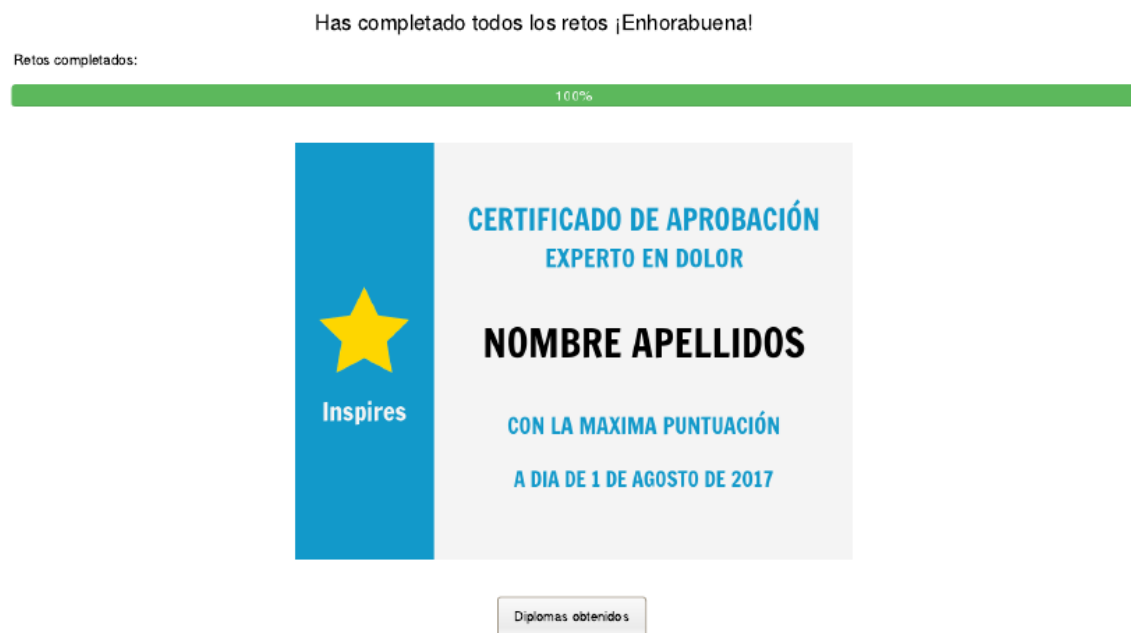 Has completado todos los retos ¡Enhorabuena!
Retos completados:
100%
CERTIFICADO DE APROBACIÓN
EXPERTO EN DOLOR
NOMBRE APELLIDOS
Inspires
CON LA MAXIMA PUNTUACIÓN
A DIA DE 1 DE AGOSTO DE 2017
Diplomas obtenidos